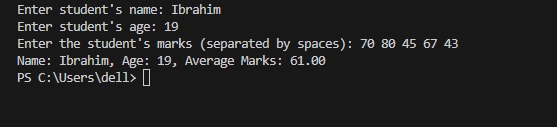 Enter student's name: Ibrahim
Enter student's age: 19
Enter the student's marks (separated by spaces): 70 80 45 67 43
Name: Ibrahim, Age: 19, Average Marks: 61.00
PS C:\Users\dell>